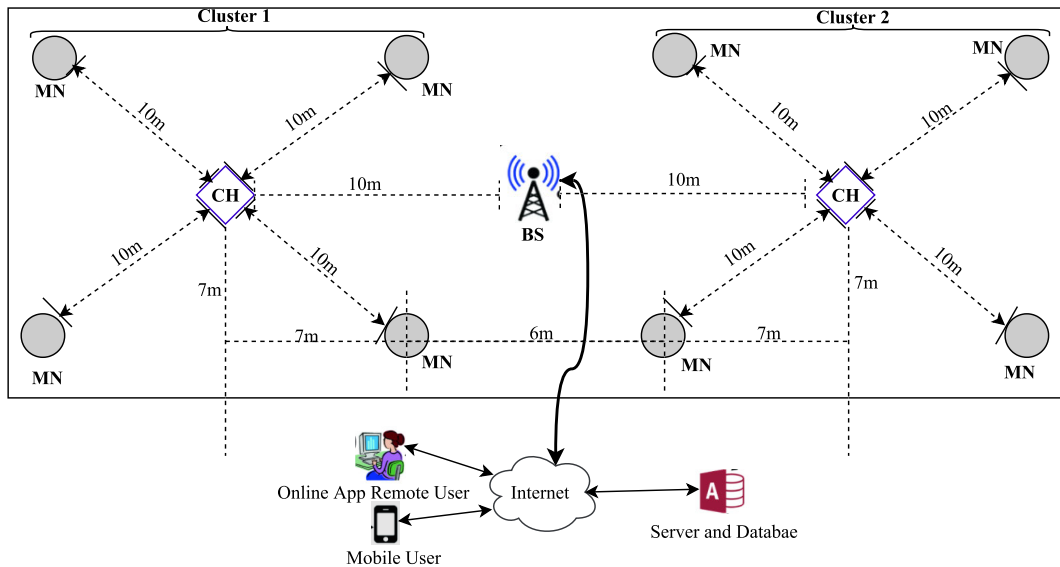 Cluster 1
Cluster 2
MN
MN
MN
MN
10m
10m
10m
10m
CH
10m
BS
10m
CH
10m
10m
10m
10m
7m
7m
MN
7m
MN
6m
MN
7m
MN
Online App Remote User
Internet
A
Server and Databae
Mobile User